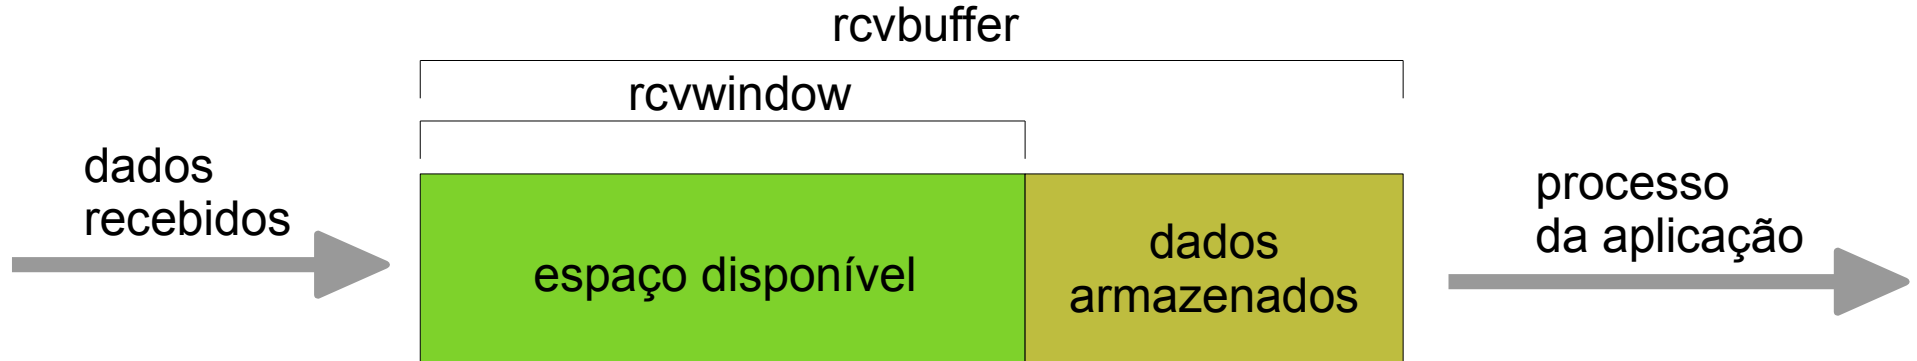 rcvbuffer
rcvwindow
dados
recebidos
espaço disponível
dados
armazenados
processo
da aplicação